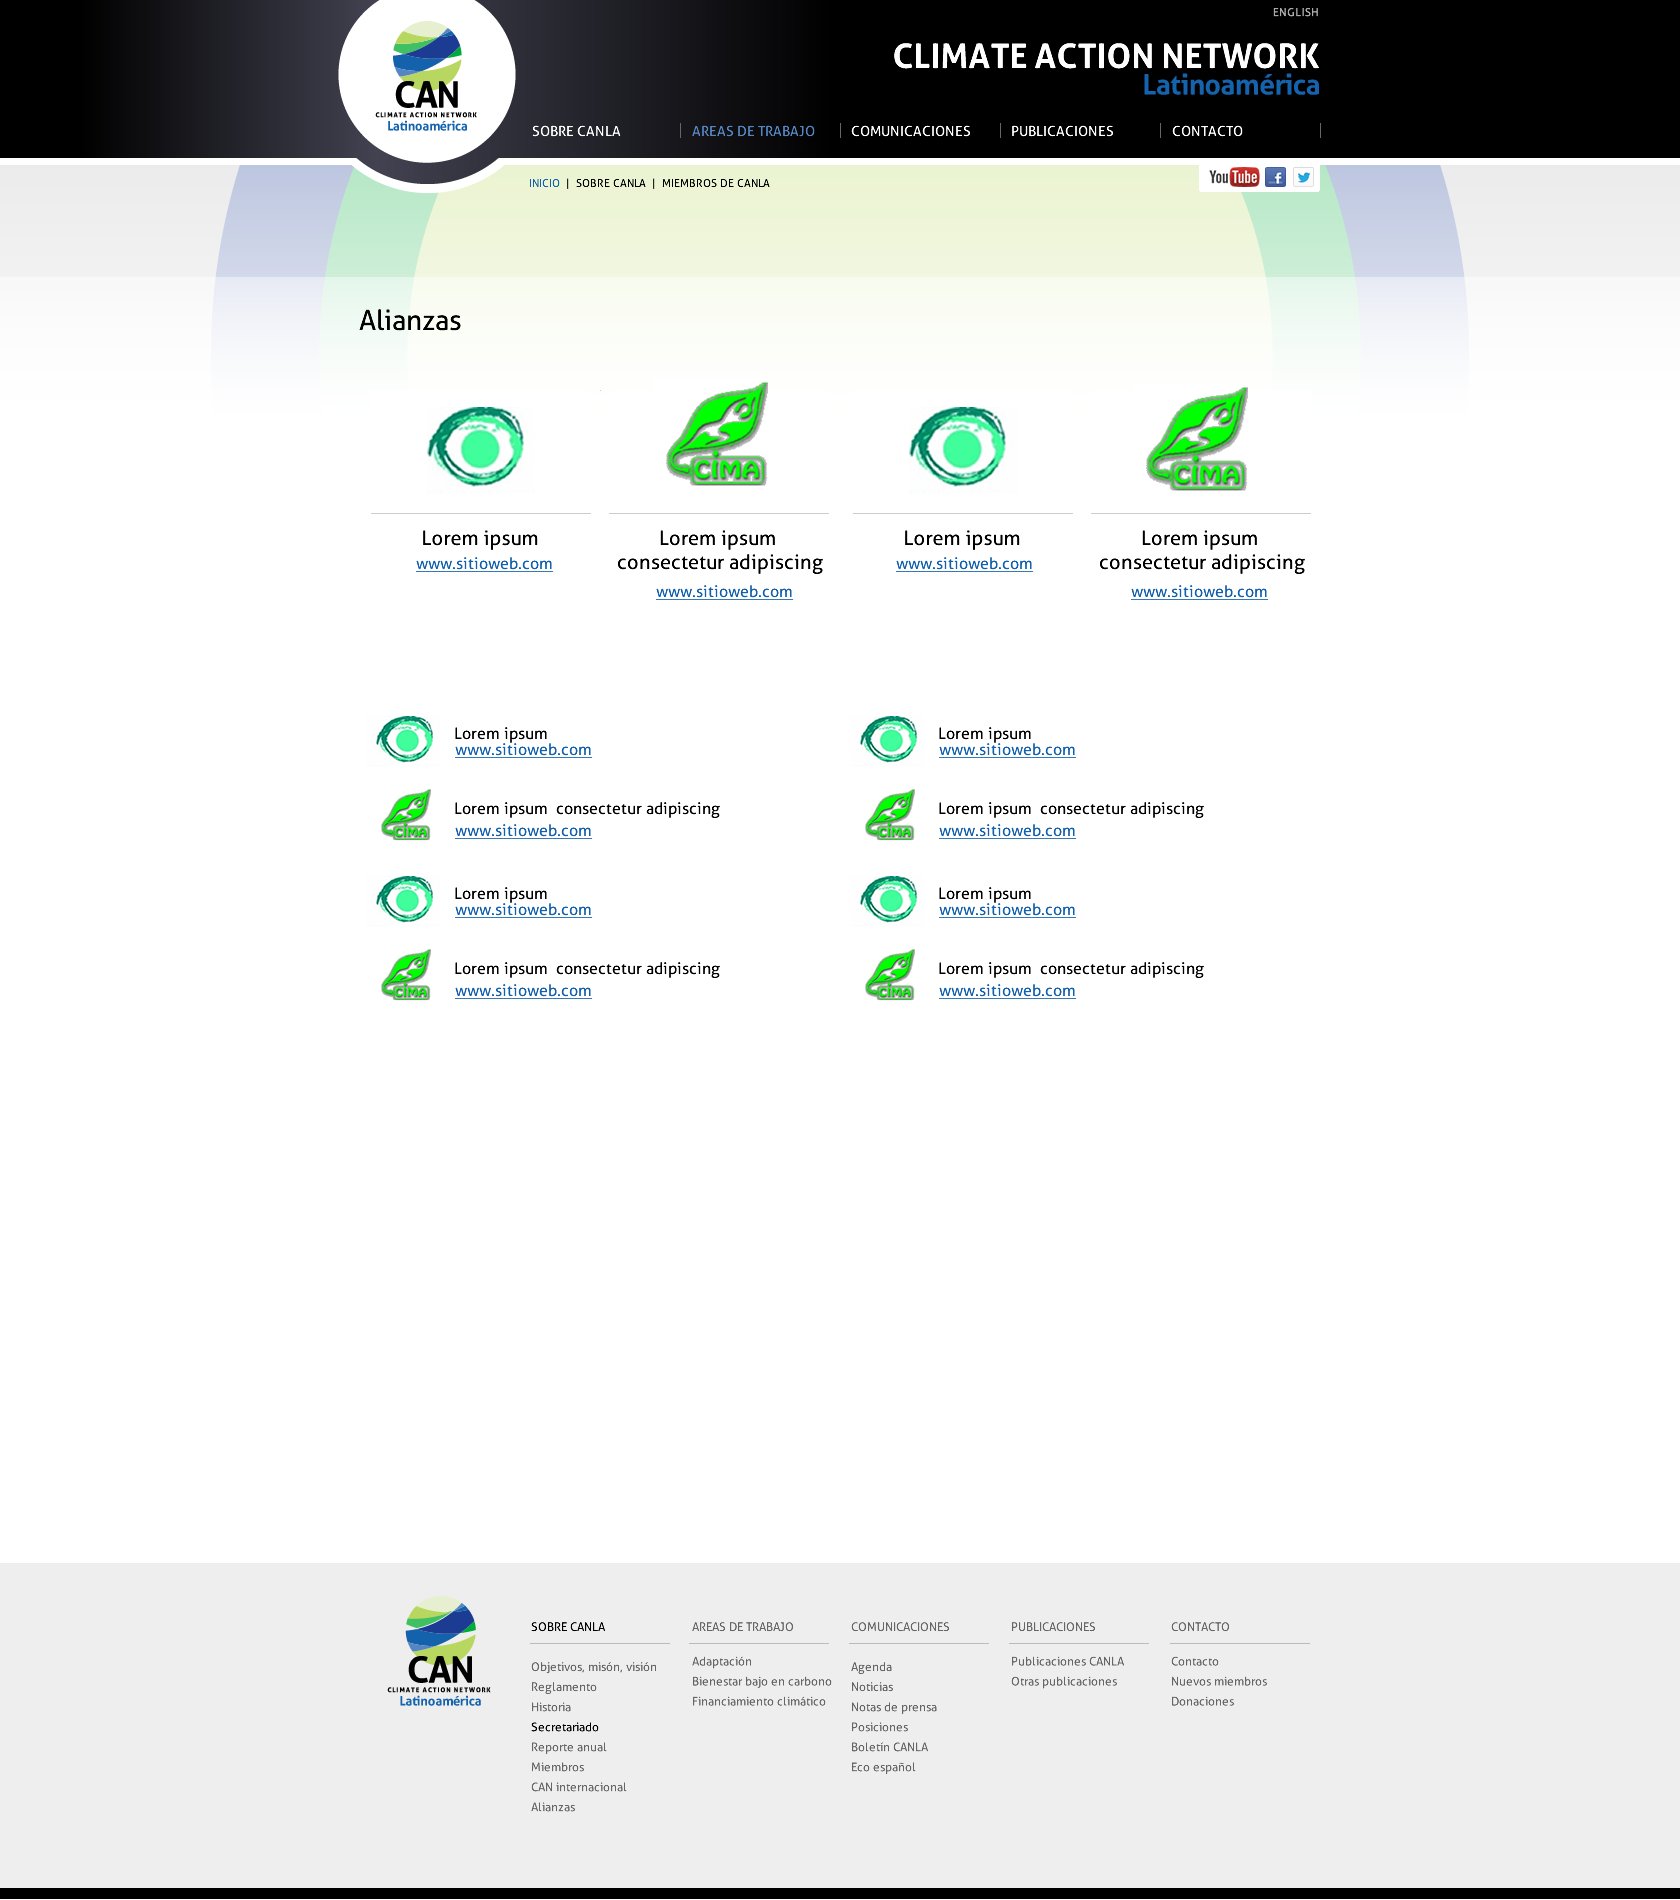 ENGLISH
CAN
CLIMATE ACTION NETWORK
Latinoamérica
CLIMATE ACTION NETWORK
Latinoamérica
SOBRE CANLA
AREAS DE TRABAJO
COMUNICACIONES
PUBLICACIONES
CONTACTO
INICIO | SOBRE CANLA | MIEMBROS DE CANLA
YouTube f
Alianzas
CIMA
CIMA
Lorem ipsum
www.sitioweb.com
Lorem ipsum
consectetur adipiscing
www.sitioweb.com
Lorem ipsum
www.sitioweb.com
Lorem ipsum
consectetur adipiscing
www.sitioweb.com
Lorem ipsum
www.sitioweb.com
Lorem ipsum
www.sitioweb.com
CIMA
Lorem ipsum consectetur adipiscing
www.sitioweb.com
CIMA
Lorem ipsum consectetur adipiscing
www.sitioweb.com
Lorem ipsum
www.sitioweb.com
Lorem ipsum
www.sitioweb.com
CIMA
Lorem ipsum consectetur adipiscing
www.sitioweb.com
CIMA
Lorem ipsum consectetur adipiscing
www.sitioweb.com
CAN
CLIMATE ACTION NETWORK
Latinoamérica
SOBRE CANLA
Objetivos, misón, visión
Reglamento
Historia
Secretariado
Reporte anual
Miembros
CAN internacional
Alianzas
AREAS DE TRABAJO
Adaptación
Bienestar bajo en carbono
Financiamiento climático
COMUNICACIONES
Agenda
Noticias
Notas de prensa
Posiciones
Boletín CANLA
Eco español
PUBLICACIONES
Publicaciones CANLA
Otras publicaciones
CONTACTO
Contacto
Nuevos miembros
Donaciones